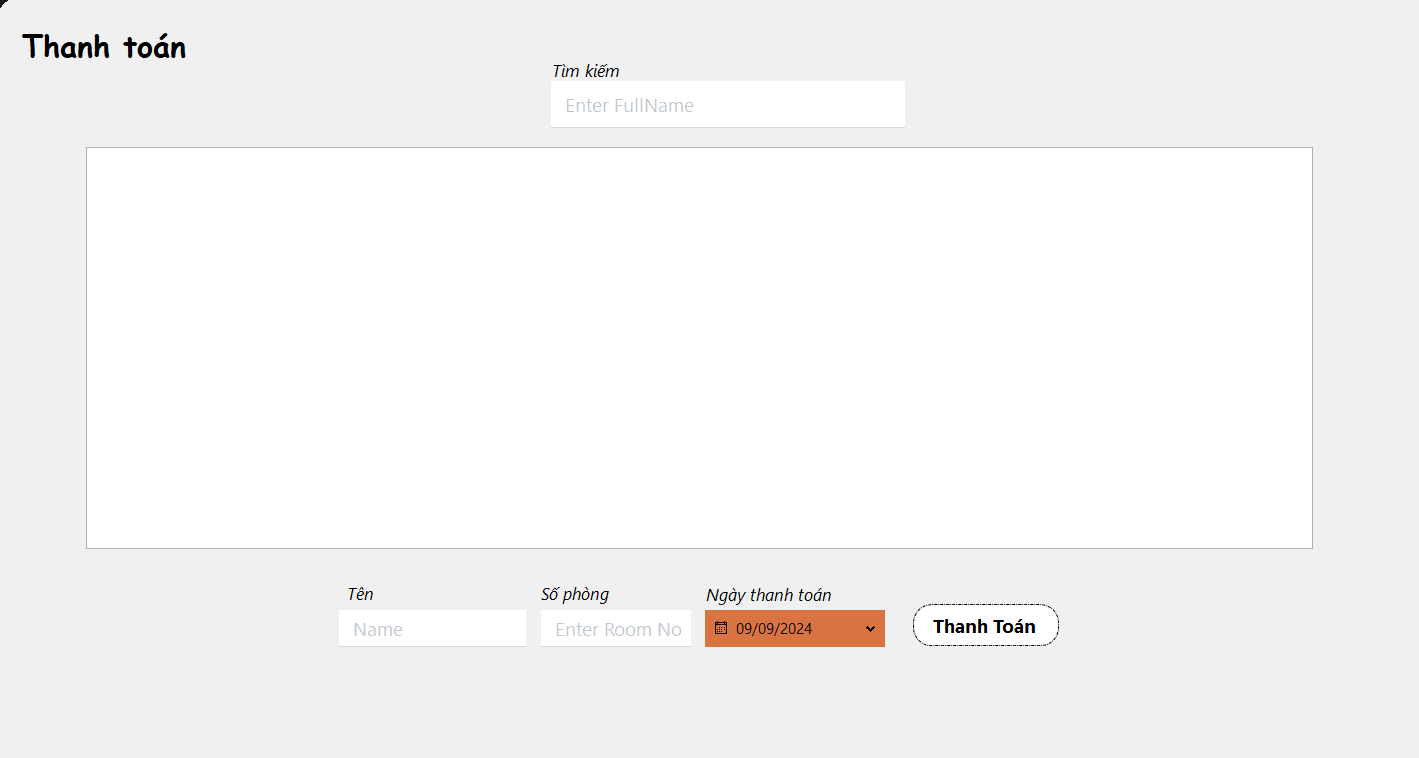 Thanh toán
Tìm kiếm
Enter FullName
Tên
Số phòng
Ngày thanh toán
Name
Enter Room No
09/09/2024
Thanh Toán